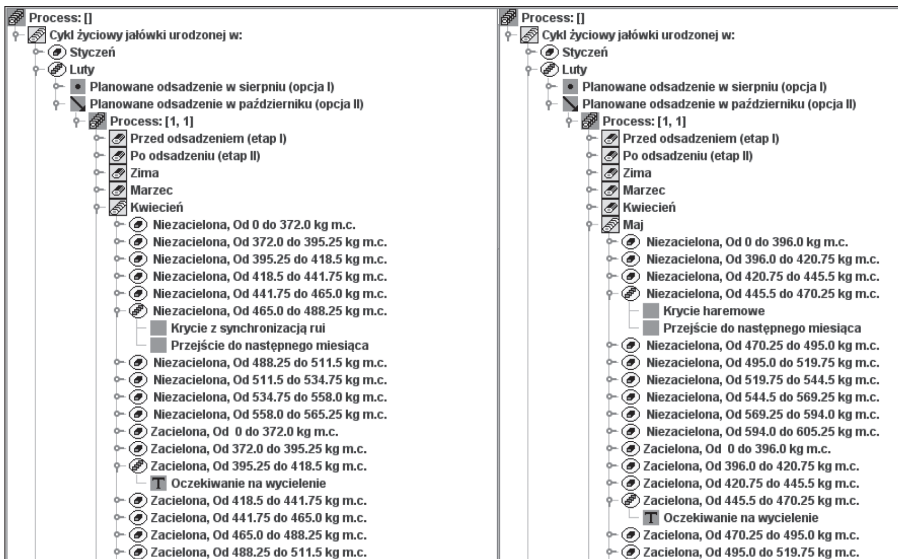 Process: []
Cykl życiowy jałówki urodzonej w:
Styczeń
Luty
Planowane odsadzenie w sierpniu (opcja I)
Planowane odsadzenie w październiku (opcja II)
Process: [1, 1]
Przed odsadzeniem (etap I)
Po odsadzeniu (etap II)
Zima
Marzec
Kwiecień
Niezacielona, Od 0 do 372.0 kg m.c.
Niezacielona, Od 372.0 do 395.25 kg m.c.
Niezacielona, Od 395.25 do 418.5 kg m.c.
Niezacielona, Od 418.5 do 441.75 kg m.c.
Niezacielona, Od 441.75 do 465.0 kg m.c.
Niezacielona, Od 465.0 do 488.25 kg m.c.
Krycie z synchronizacją rui
Przejście do następnego miesiąca
Niezacielona, Od 488.25 do 511.5 kg m.c.
Niezacielona, Od 511.5 do 534.75 kg m.c.
Niezacielona, Od 534.75 do 558.0 kg m.c.
Niezacielona, Od 558.0 do 565.25 kg m.c.
Zacielona, Od 0 do 372.0 kg m.c.
Zacielona, Od 372.0 do 395.25 kg m.c.
Zacielona, Od 395.25 do 418.5 kg m.c.
T Oczekiwanie na wycielenie
Zacielona, Od 418.5 do 441.75 kg m.c.
Zacielona, Od 441.75 do 465.0 kg m.c.
Zacielona, Od 465.0 do 488.25 kg m.c.
Zacielona, Od 488.25 do 511.5 kg m.c.
Process: []
Cykl życiowy jałówki urodzonej w:
Styczeń
Luty
Planowane odsadzenie w sierpniu (opcja I)
Planowane odsadzenie w październiku (opcja II)
Process: [1, 1]
Przed odsadzeniem (etap I)
Po odsadzeniu (etap II)
Zima
Marzec
Kwiecień
Maj
Niezacielona, Od 0 do 396.0 kg m.c.
Niezacielona, Od 396.0 do 420.75 kg m.c.
Niezacielona, Od 420.75 do 445.5 kg m.c.
Niezacielona, Od 445.5 do 470.25 kg m.c.
Krycie haremowe
Przejście do następnego miesiąca
Niezacielona, Od 470.25 do 495.0 kg m.c.
Niezacielona, Od 495.0 do 519.75 kg m.c.
Niezacielona, Od 519.75 do 544.5 kg m.c.
Niezacielona, Od 544.5 do 569.25 kg m.c.
Niezacielona, Od 569.25 do 594.0 kg m.c.
Niezacielona, Od 594.0 do 605.25 kg m.c.
Zacielona, Od 0 do 396.0 kg m.c.
Zacielona, Od 396.0 do 420.75 kg m.c.
Zacielona, Od 420.75 do 445.5 kg m.c.
Zacielona, Od 445.5 do 470.25 kg m.c.
T Oczekiwanie na wycielenie
Zacielona, Od 470.25 do 495.0 kg m.c.
Zacielona, Od 495.0 do 519.75 kg m.c.